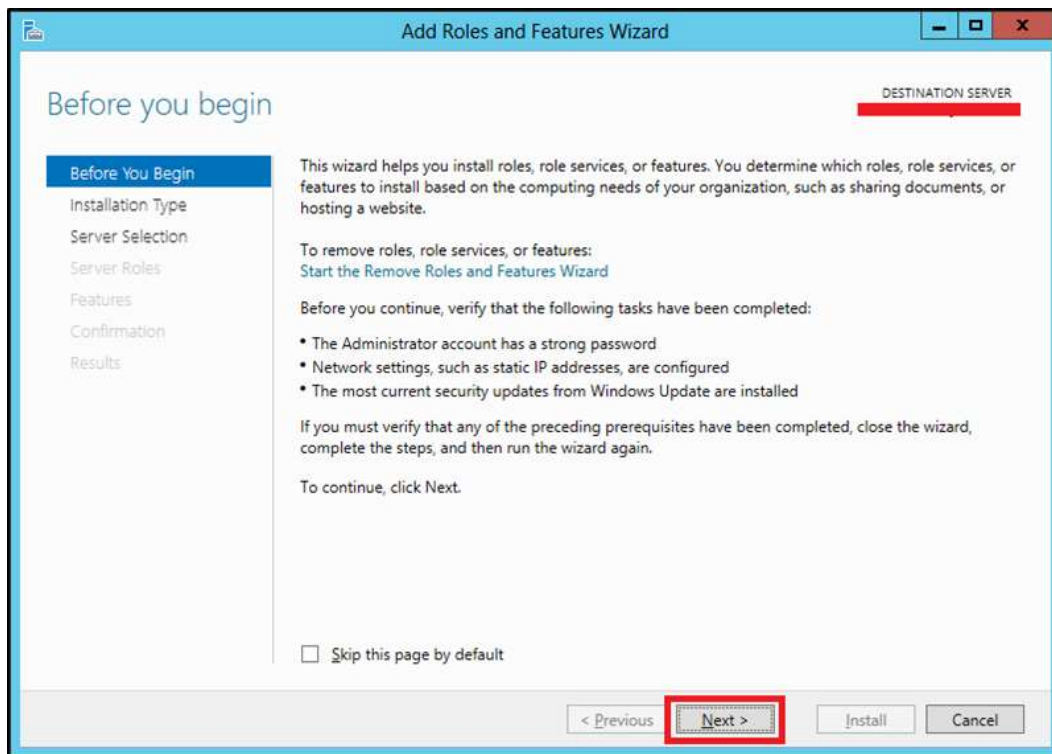 Add Roles and Features Wizard
Before you begin
DESTINATION SERVER
Before You Begin
Installation Type
Server Selection
Server Roles
Features
Confirmation
Results
This wizard helps you install roles, role services, or features. You determine which roles, role services, or
features to install based on the computing needs of your organization, such as sharing documents, or
hosting a website.
To remove roles, role services, or features:
Start the Remove Roles and Features Wizard
Before you continue, verify that the following tasks have been completed:
• The Administrator account has a strong password
• Network settings, such as static IP addresses, are configured
• The most current security updates from Windows Update are installed
If you must verify that any of the preceding prerequisites have been completed, close the wizard,
complete the steps, and then run the wizard again.
To continue, click Next.
Skip this page by default
< Previous
Next >
Install
Cancel